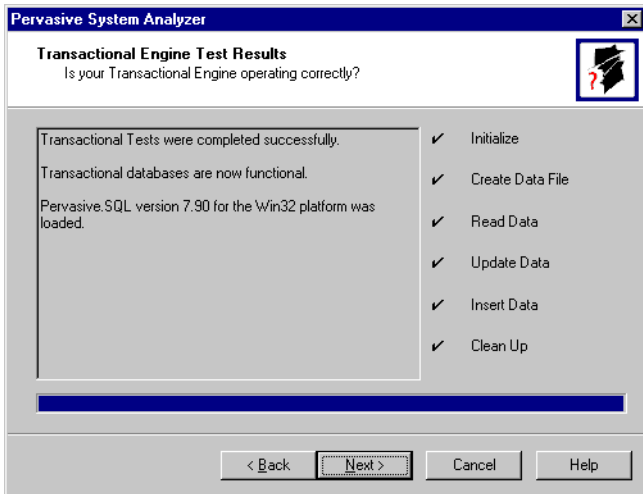 Pervasive System Analyzer
Transactional Engine Test Results
Is your Transactional Engine operating correctly?
?
Transactional Tests were completed successfully.
Transactional databases are now functional.
Pervasive.SQL version 7.90 for the Win32 platform was
loaded.
Initialize
Create Data File
Read Data
Update Data
Insert Data
Clean Up
< Back
Next >
Cancel
Help